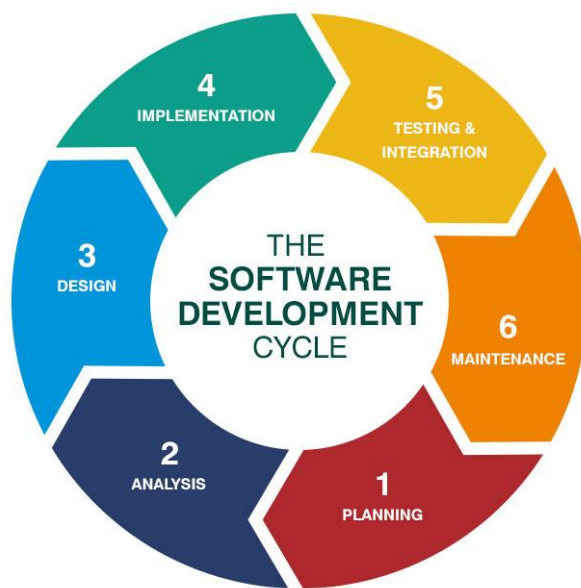 THE
SOFTWARE
DEVELOPMENT
CYCLE
1
PLANNING
2
ANALYSIS
3
DESIGN
4
IMPLEMENTATION
5
TESTING &
INTEGRATION
6
MAINTENANCE